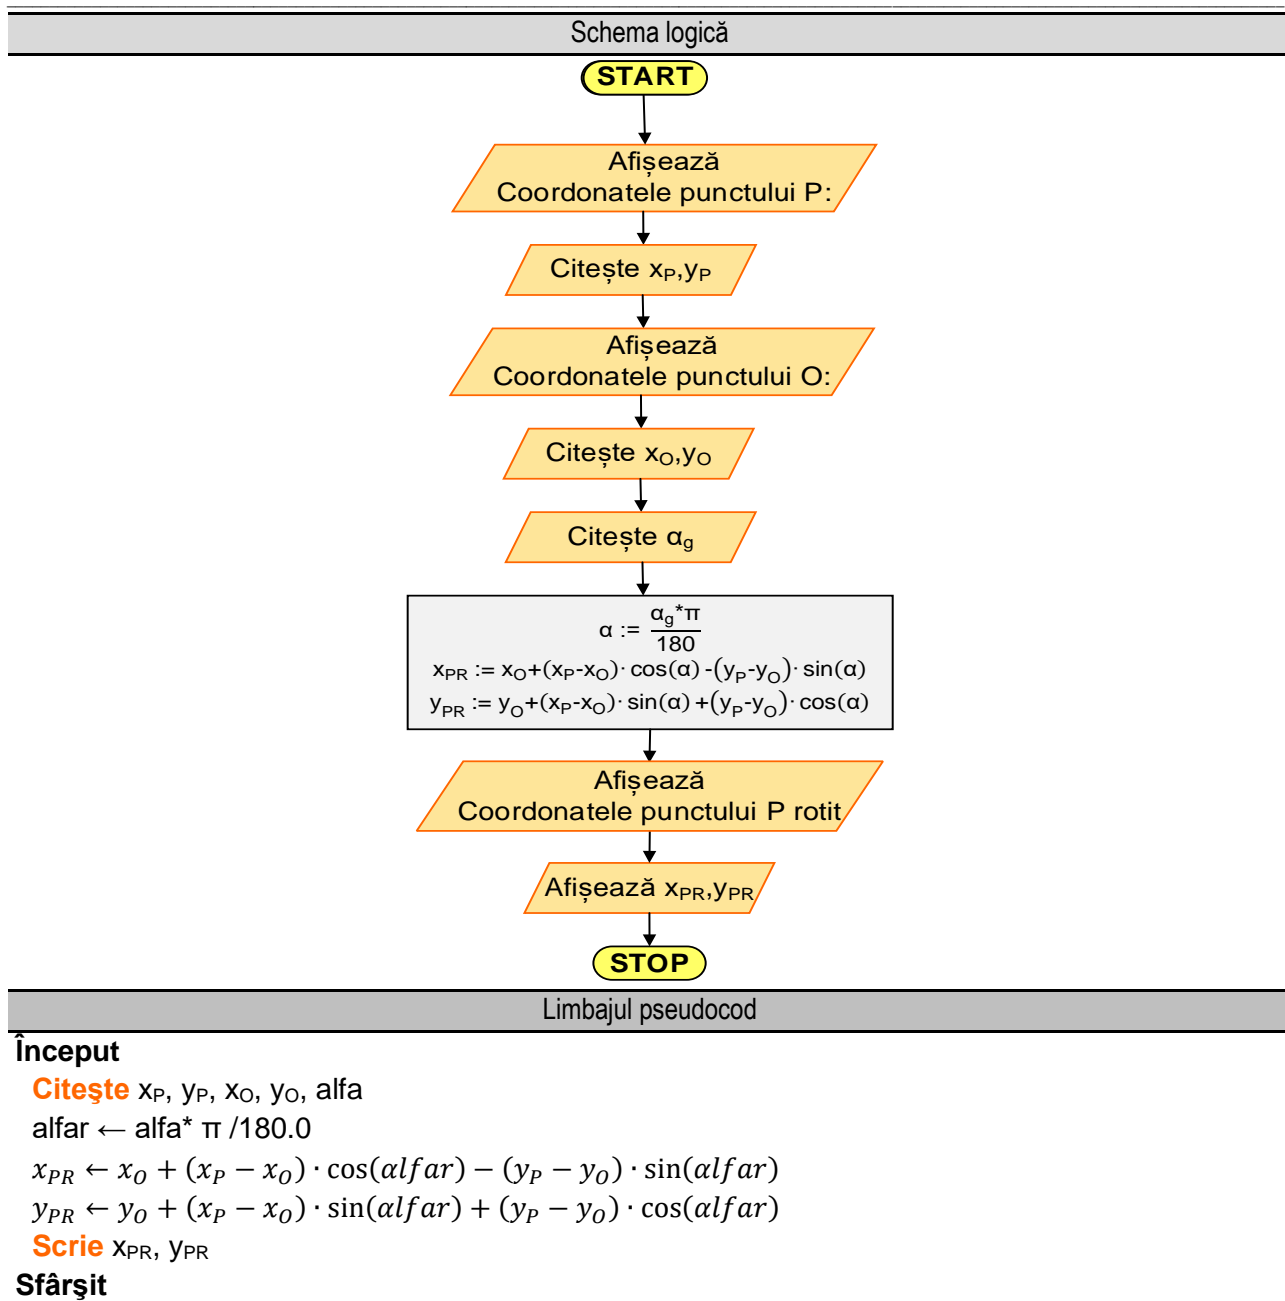 Schema logică
START
Afișează
Coordonatele punctului P:
Citește xP,yP
Afișează
Coordonatele punctului O:
Citește xO,yO
Citește αg
α := αg*π/180
xPR := xO+(xP-xO)· cos(α) -(yP-yO)· sin(α)
yPR := yO+(xP-xO)· sin(α) +(yP-yO)· cos(α)
Afișează
Coordonatele punctului P rotit
Afișează xPR,yPR
STOP
Limbajul pseudocod
Început
Citeşte xP, yP, xO, yO, alfa
alfar ← alfa* π /180.0
xPR ← xO + (xP − xO) · cos(αlfar) − (yP − yO) · sin(αlfar)
yPR ← yO + (xP − xO) · sin(αlfar) + (yP − yO) · cos(αlfar)
Scrie xPR, yPR
Sfârşit